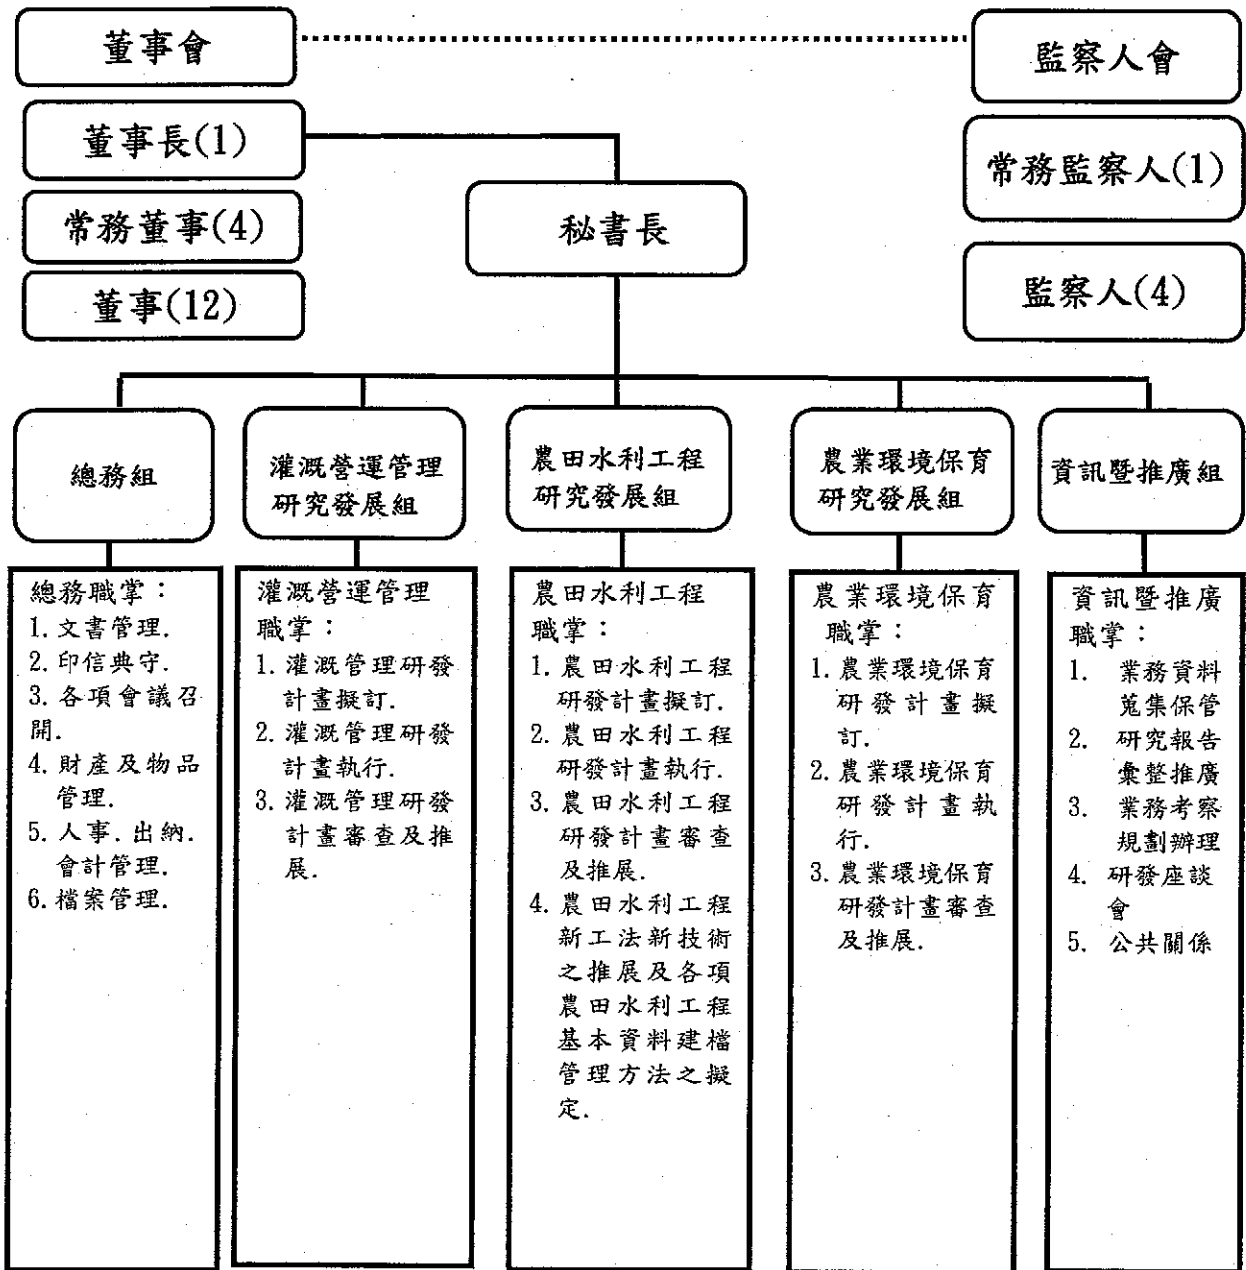 董事會
監察人會
董事長(1)
常務監察人(1)
常務董事(4)
秘書長
董事(12)
監察人(4)
總務組
灌溉營運管理
研究發展組
農田水利工程
研究發展組
農業環境保育
研究發展組
資訊暨推廣組
總務職掌：
1. 文書管理.
2. 印信典守.
3. 各項會議召
開.
4. 財產及物品
管理.
5. 人事. 出納.
會計管理.
6. 檔案管理.
灌溉營運管理
職掌：
1. 灌溉管理研發
計畫擬訂.
2. 灌溉管理研發
計畫執行.
3. 灌溉管理研發
計畫審查及推
展.
農田水利工程
職掌：
1. 農田水利工程
研發計畫擬訂.
2. 農田水利工程
研發計畫執行.
3. 農田水利工程
研發計畫審查
及推展.
4. 農田水利工程
新工法新技術
之推展及各項
農田水利工程
基本資料建檔
管理方法之擬
定.
農業環境保育
職掌：
1. 農業環境保育
研發計畫擬
訂.
2. 農業環境保育
研發計畫執
行.
3. 農業環境保育
研發計畫審查
及推展.
資訊暨推廣
職掌：
1. 業務資料
蒐集保管
2. 研究報告
彙整推廣
3. 業務考察
規劃辦理
4. 研發座談
會
5. 公共關係